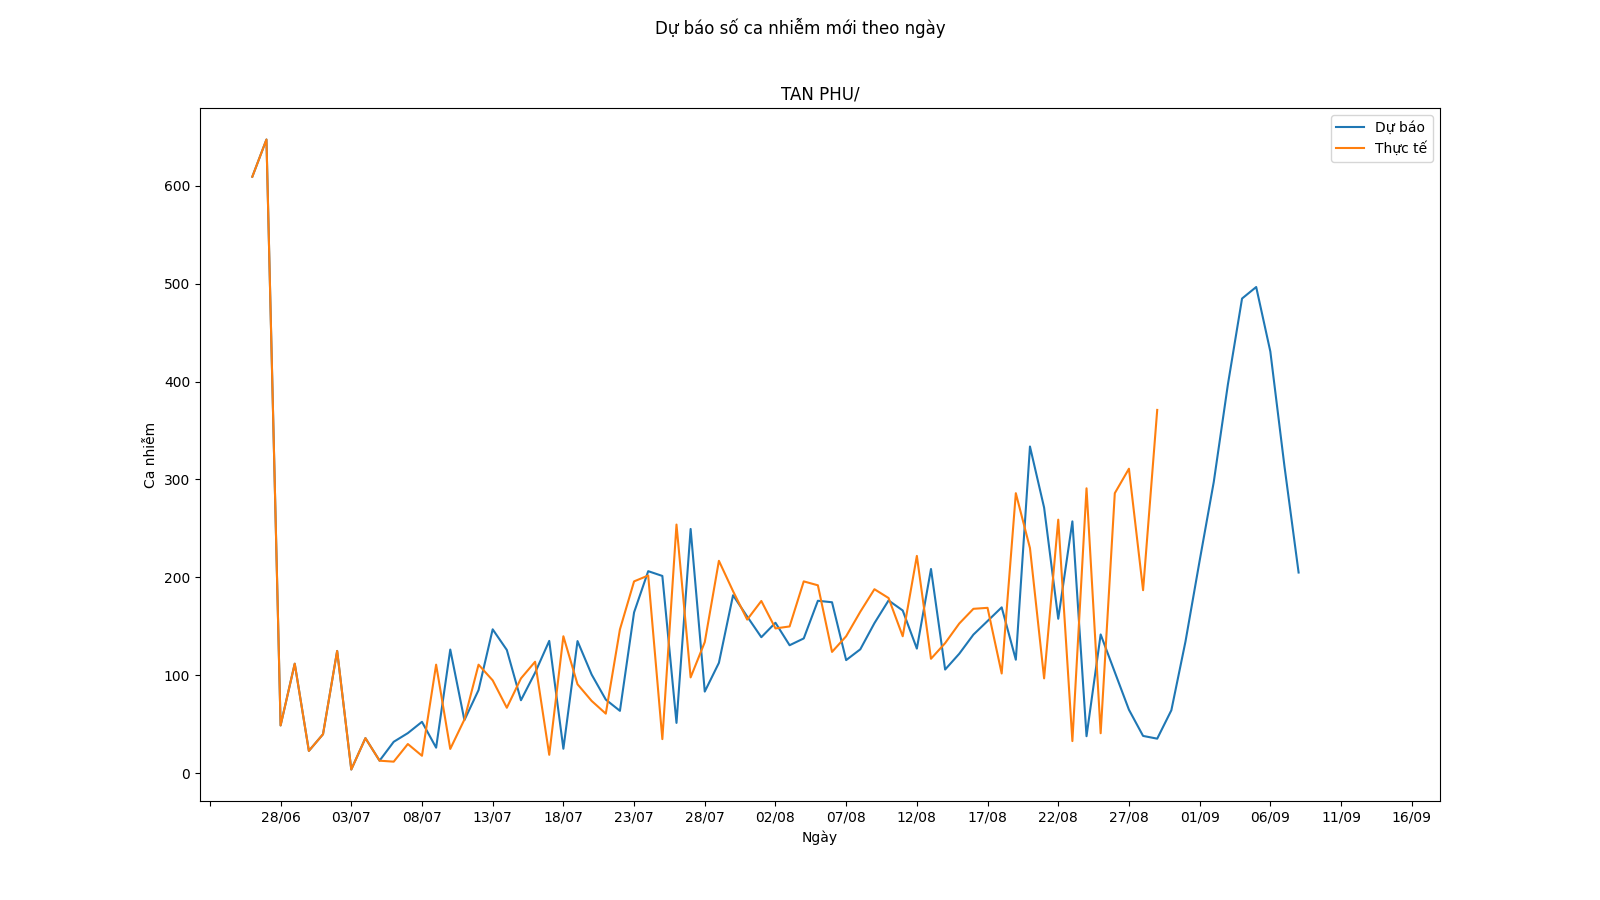 Dự báo số ca nhiễm mới theo ngày
TAN PHU/
Dự báo
Thực tế
600
500
400
300
200
100
0
Ca nhiễm
28/06 03/07 08/07 13/07 18/07 23/07 28/07 02/08 07/08 12/08 17/08 22/08 27/08 01/09 06/09 11/09 16/09
Ngày